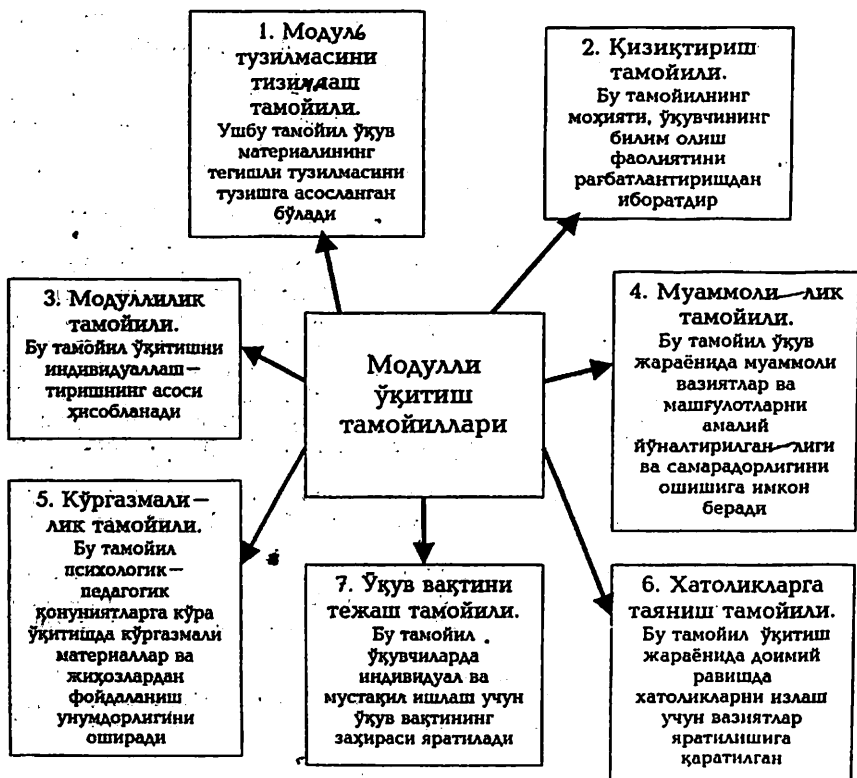 1. Модуль
тузилмасини
тизимлаш
тамойили.
Ушбу тамойил ўқув
материалининг
тегишли тузилмасини
тузишга асосланган
бўлади
2. Қизиқтириш
тамойили.
Бу тамойилнинг
моҳияти, ўқувчининг
билим олиш
фаолиятини
рағбатлантиришдан
иборатдир
3. Модуллилик
тамойили.
Бу тамойил ўқитишни
индивидуаллаш—
тиришнинг асоси
ҳисобланади
Модулли
ўқитиш
тамойиллари
4. Муаммоли—лик
тамойили.
Бу тамойил ўқув
жараёнида муаммоли
вазиятлар ва
машғулотларни
амалий
йўналтирилган—лиги
ва самарадорлигини
ошишига имкон
беради
5. Кўргазмали—
лик тамойили.
Бу тамойил
психологик—
педагогик
қонуниятларга кўра
ўқитишда кўргазмали
материаллар ва
жиҳозлардан
фойдаланиш
унумдорлигини
оширади
7. Ўқув вақтини
тежаш тамойили.
Бу тамойил
ўқувчиларда
индивидуал ва
мустақил ишлаш учун
ўқув вақтининг
заҳираси яратилади
6. Хатоликларга
таяниш тамойили.
Бу тамойил ўқитиш
жараёнида доимий
равишда
хатоликларни излаш
учун вазиятлар
яратилишига
қаратилган